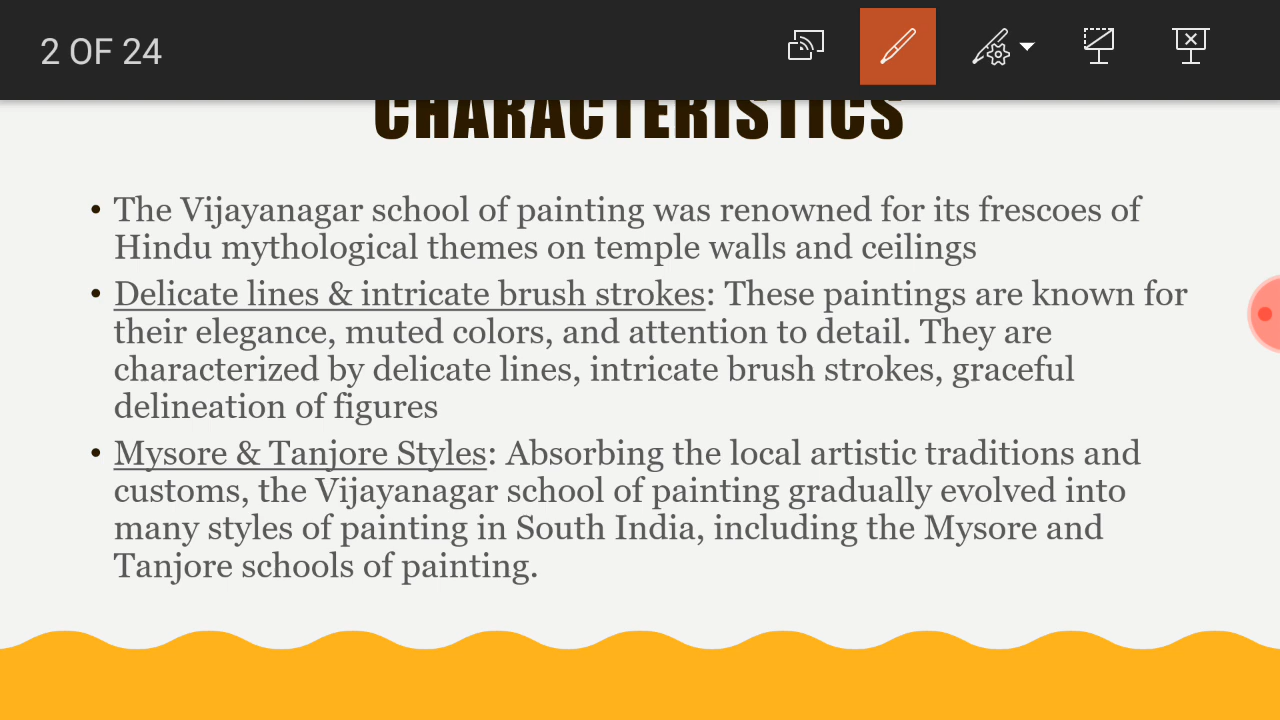 2 OF 24
CHARACTERISTICS
• The Vijayanagar school of painting was renowned for its frescoes of
Hindu mythological themes on temple walls and ceilings
• Delicate lines & intricate brush strokes: These paintings are known for
their elegance, muted colors, and attention to detail. They are
characterized by delicate lines, intricate brush strokes, graceful
delineation of figures
• Mysore & Tanjore Styles: Absorbing the local artistic traditions and
customs, the Vijayanagar school of painting gradually evolved into
many styles of painting in South India, including the Mysore and
Tanjore schools of painting.